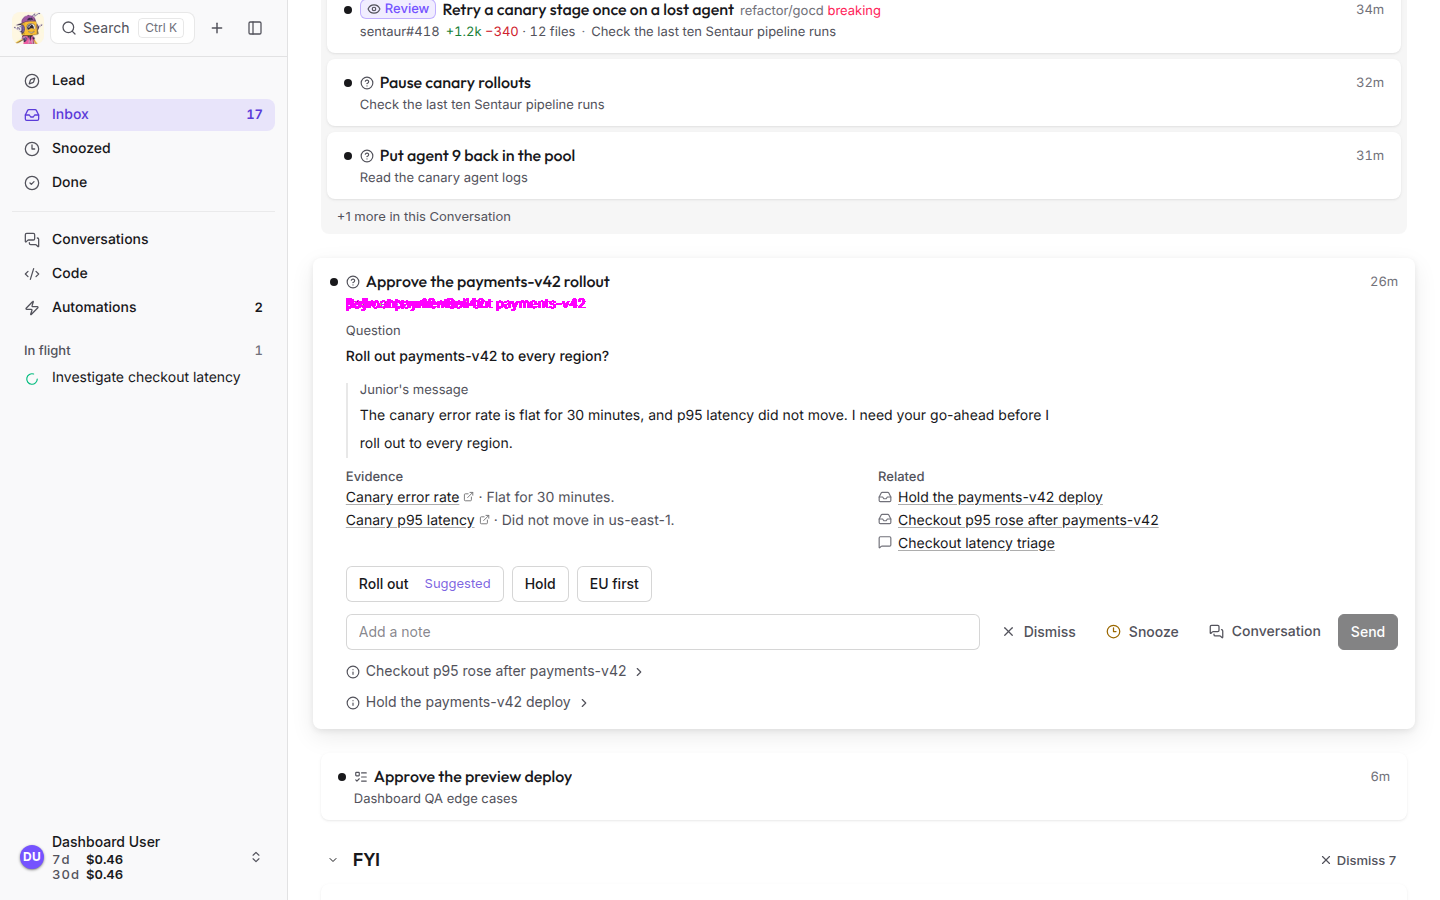 Search Ctrl K
Lead
Inbox 17
Snoozed
Done
Conversations
Code
Automations 2
In flight 1
Investigate checkout latency
DU Dashboard User
7d $0.46
30d $0.46
Review Retry a canary stage once on a lost agent refactor/gocd breaking 34m
sentaur#418 +1.2k −340 · 12 files · Check the last ten Sentaur pipeline runs
Pause canary rollouts 32m
Check the last ten Sentaur pipeline runs
Put agent 9 back in the pool 31m
Read the canary agent logs
+1 more in this Conversation
Approve the payments-v42 rollout 26m
payments-v42
Question
Roll out payments-v42 to every region?
Junior's message
The canary error rate is flat for 30 minutes, and p95 latency did not move. I need your go-ahead before I
roll out to every region.
Evidence
Canary error rate · Flat for 30 minutes.
Canary p95 latency · Did not move in us-east-1.
Related
Hold the payments-v42 deploy
Checkout p95 rose after payments-v42
Checkout latency triage
Roll out Suggested Hold EU first
Add a note Dismiss Snooze Conversation Send
Checkout p95 rose after payments-v42
Hold the payments-v42 deploy
Approve the preview deploy 6m
Dashboard QA edge cases
FYI Dismiss 7